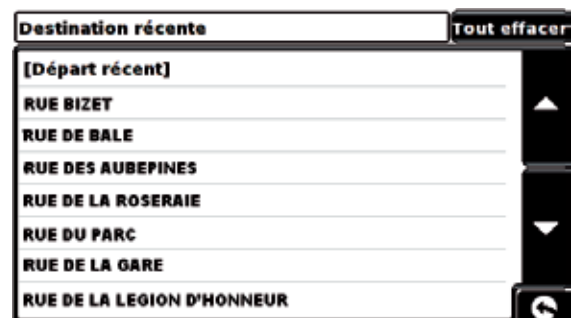 Destination récente
Tout effacer
[Départ récent]
RUE BIZET
RUE DE BALE
RUE DES AUBEPINES
RUE DE LA ROSERAIE
RUE DU PARC
RUE DE LA GARE
RUE DE LA LEGION D'HONNEUR